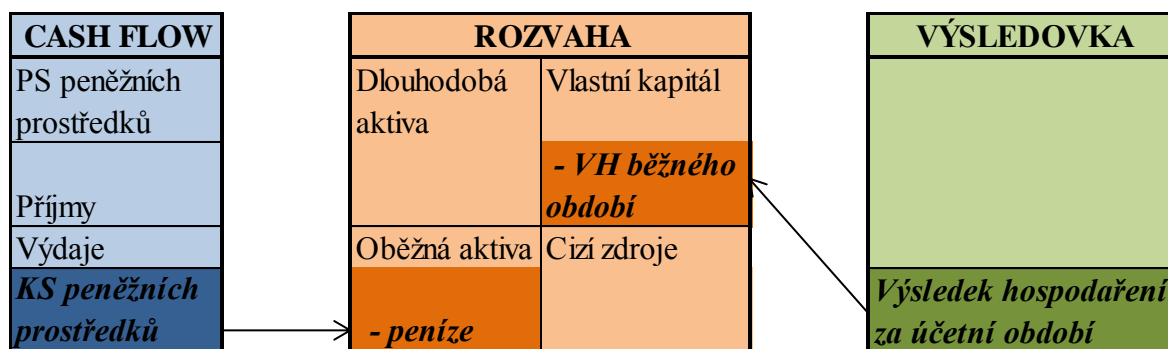 CASH FLOW
PS peněžních
prostředků
Příjmy
Výdaje
KS peněžních
prostředků
ROZVAHA
Dlouhodobá
aktiva
Vlastní kapitál
- VH běžného
období
Oběžná aktiva
- peníze
Cizí zdroje
VÝSLEDOVKA
Výsledek hospodaření
za účetní období